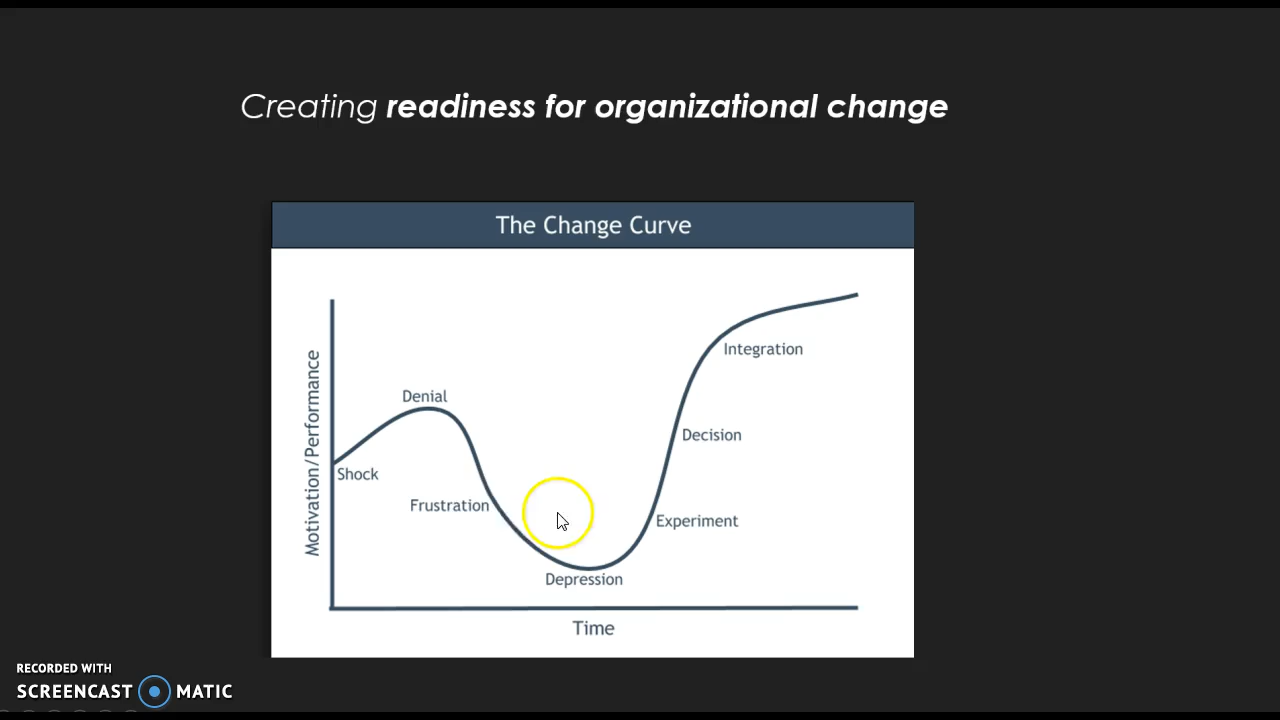 Creating readiness for organizational change
The Change Curve
Motivation/Performance
Denial
Shock
Frustration
Depression
Experiment
Decision
Integration
Time
RECORDED WITH
SCREENCAST MATIC